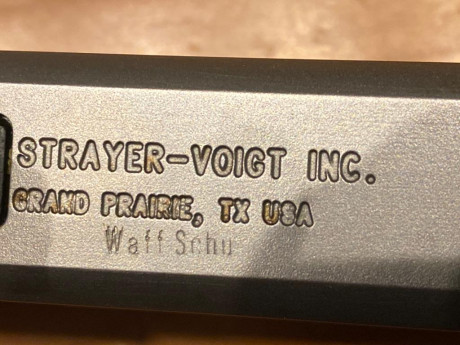 STRAYER-VOIGT INC.
GRAND PRAIRIE, TX USA
Waff Schu